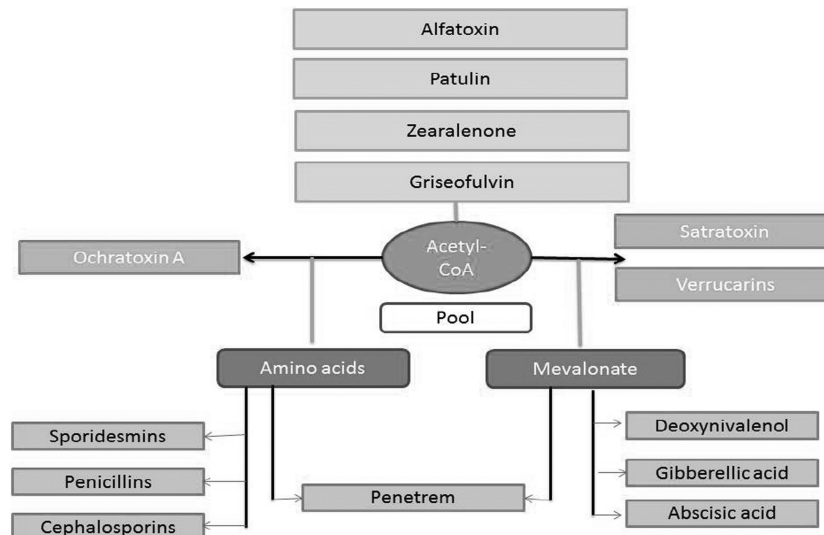 Alfatoxin
Patulin
Zearalenone
Griseofulvin
Acetyl-
CoA
Satratoxin
Ochratoxin A
Verrucarins
Pool
Amino acids
Mevalonate
Sporidesmins
Deoxynivalenol
Penicillins
Gibberellic acid
Penetrem
Cephalosporins
Abscisic acid